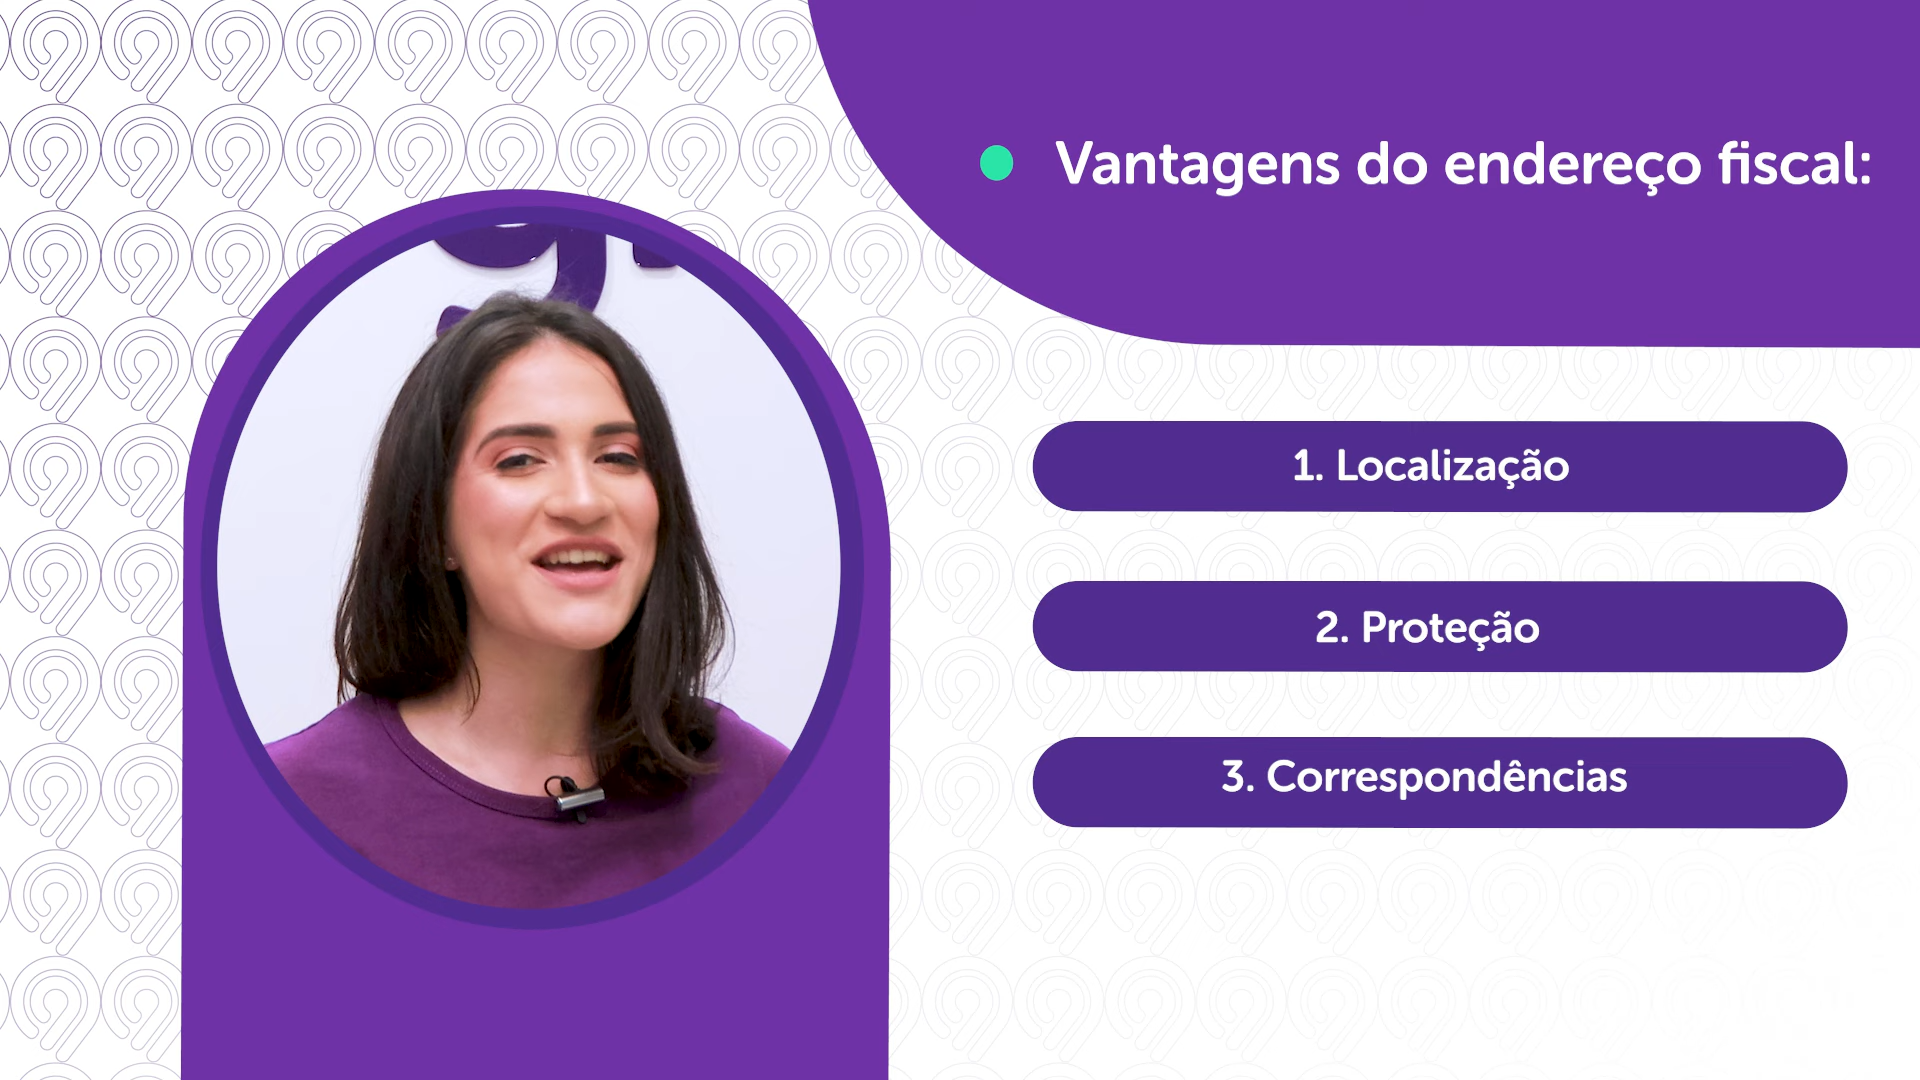 Vantagens do endereço fiscal:
1. Localização
2. Proteção
3. Correspondências